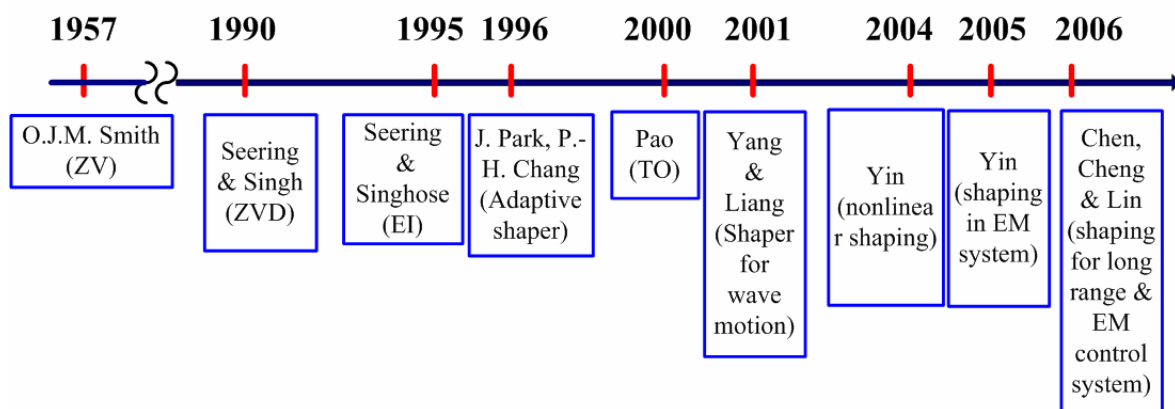 1957 1990 1995 1996 2000 2001 2004 2005 2006
O.J.M. Smith
(ZV)
Seering
& Singh
(ZVD)
Seering
&
Singhose
(EI)
J. Park, P.-
H. Chang
(Adaptive
shaper)
Pao
(TO)
Yang
&
Liang
(Shaper
for
wave
motion)
Yin
(nonlinea
r shaping)
Yin
(shaping
in EM
system)
Chen,
Cheng
& Lin
(shaping
for long
range &
EM
control
system)